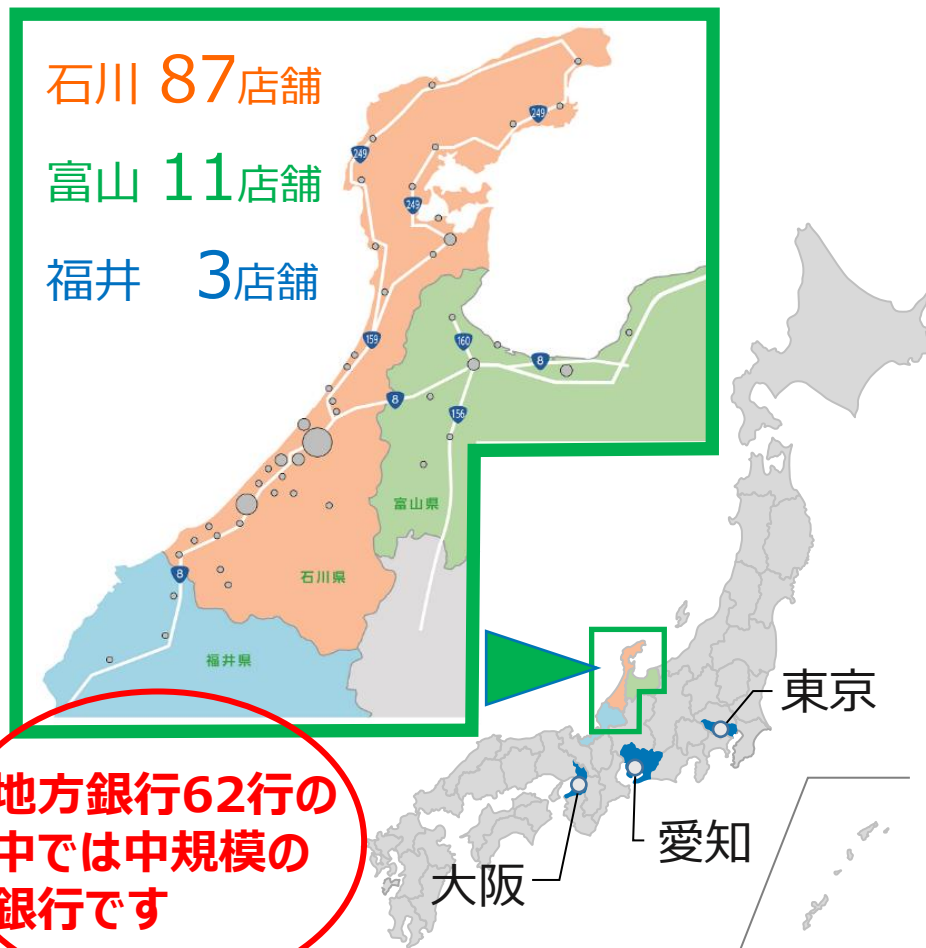 石川 87店舗
富山 11店舗
福井 3店舗
249
249
249
159
160
8
8
156
富山県
石川県
8
福井県
東京
愛知
大阪
地方銀行62行の
中では中規模の
銀行です